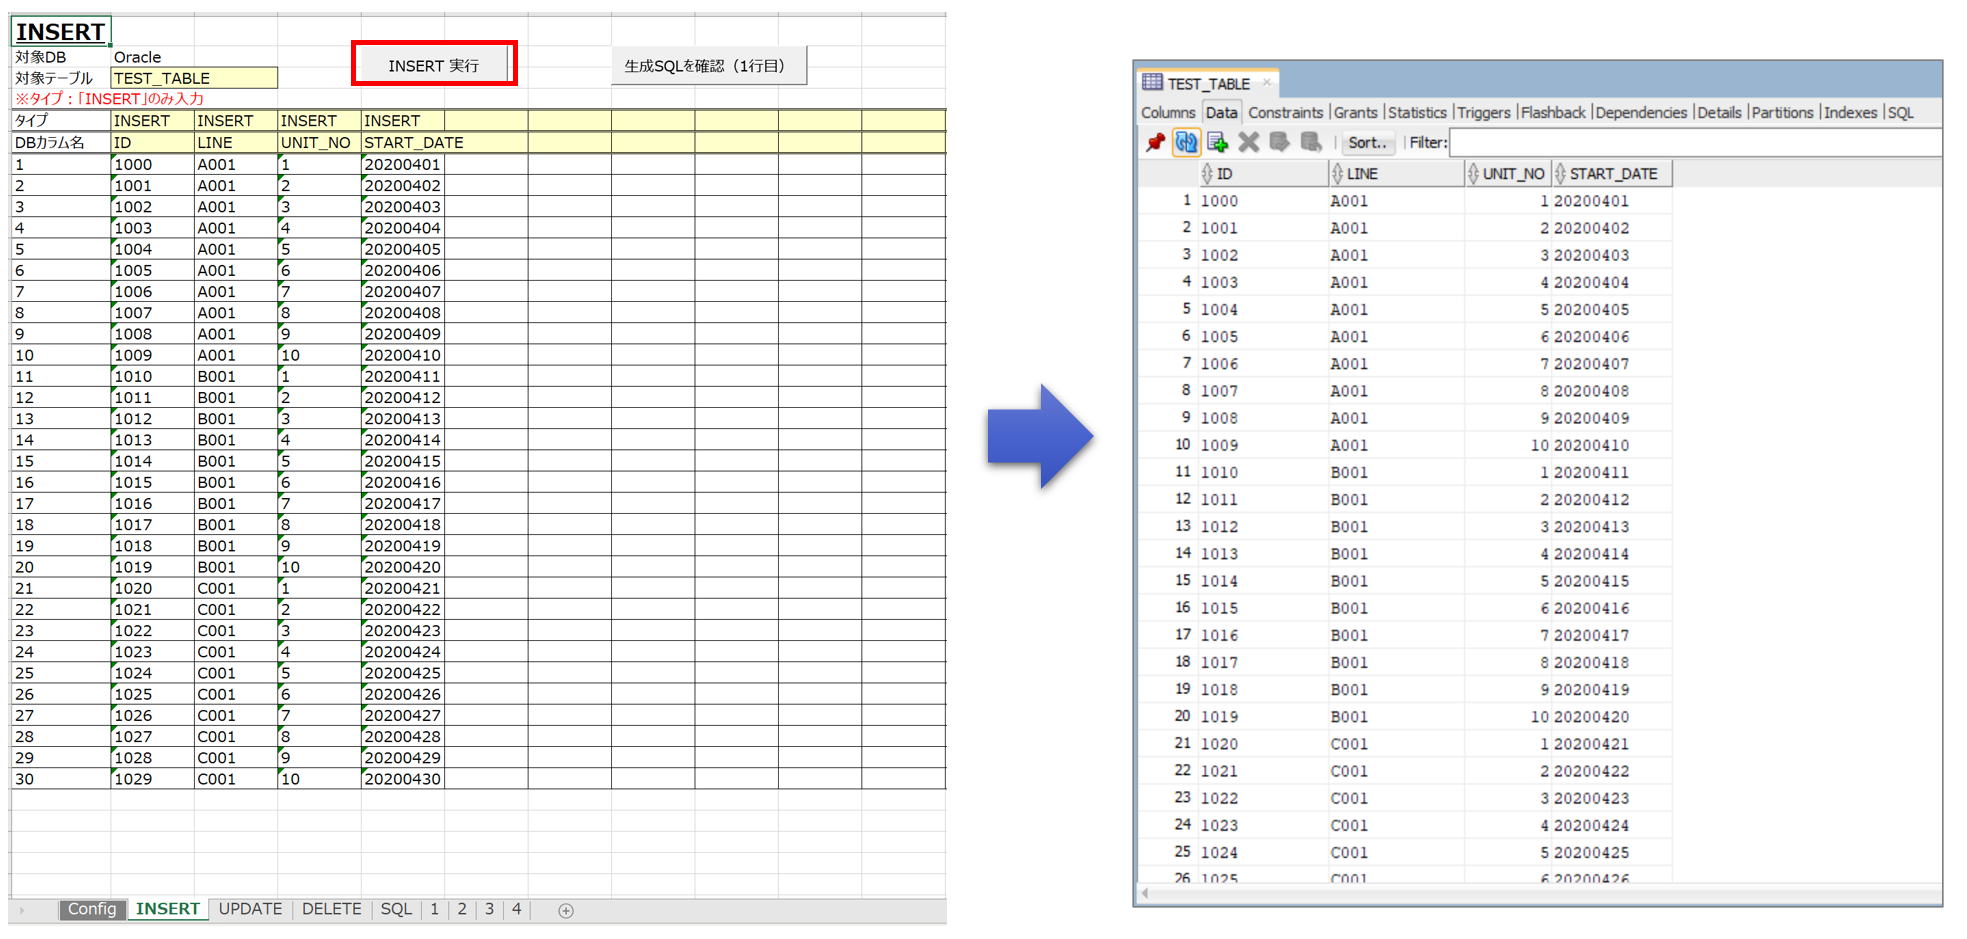 INSERT
対象DB Oracle
対象テーブル TEST_TABLE
INSERT 実行
生成SQLを確認（1行目）
※タイプ：「INSERT」のみ入力
タイプ INSERT INSERT INSERT INSERT
DBカラム名 ID LINE UNIT_NO START_DATE
1 1000 A001 1 20200401
2 1001 A001 2 20200402
3 1002 A001 3 20200403
4 1003 A001 4 20200404
5 1004 A001 5 20200405
6 1005 A001 6 20200406
7 1006 A001 7 20200407
8 1007 A001 8 20200408
9 1008 A001 9 20200409
10 1009 A001 10 20200410
11 1010 B001 1 20200411
12 1011 B001 2 20200412
13 1012 B001 3 20200413
14 1013 B001 4 20200414
15 1014 B001 5 20200415
16 1015 B001 6 20200416
17 1016 B001 7 20200417
18 1017 B001 8 20200418
19 1018 B001 9 20200419
20 1019 B001 10 20200420
21 1020 C001 1 20200421
22 1021 C001 2 20200422
23 1022 C001 3 20200423
24 1023 C001 4 20200424
25 1024 C001 5 20200425
26 1025 C001 6 20200426
27 1026 C001 7 20200427
28 1027 C001 8 20200428
29 1028 C001 9 20200429
30 1029 C001 10 20200430
Config INSERT UPDATE DELETE SQL 1 2 3 4
TEST_TABLE
Columns Data Constraints Grants Statistics Triggers Flashback Dependencies Details Partitions Indexes SQL
Sort.. Filter:
ID LINE UNIT_NO START_DATE
1 1000 A001 1 20200401
2 1001 A001 2 20200402
3 1002 A001 3 20200403
4 1003 A001 4 20200404
5 1004 A001 5 20200405
6 1005 A001 6 20200406
7 1006 A001 7 20200407
8 1007 A001 8 20200408
9 1008 A001 9 20200409
10 1009 A001 10 20200410
11 1010 B001 1 20200411
12 1011 B001 2 20200412
13 1012 B001 3 20200413
14 1013 B001 4 20200414
15 1014 B001 5 20200415
16 1015 B001 6 20200416
17 1016 B001 7 20200417
18 1017 B001 8 20200418
19 1018 B001 9 20200419
20 1019 B001 10 20200420
21 1020 C001 1 20200421
22 1021 C001 2 20200422
23 1022 C001 3 20200423
24 1023 C001 4 20200424
25 1024 C001 5 20200425
26 1025 C001 6 20200426